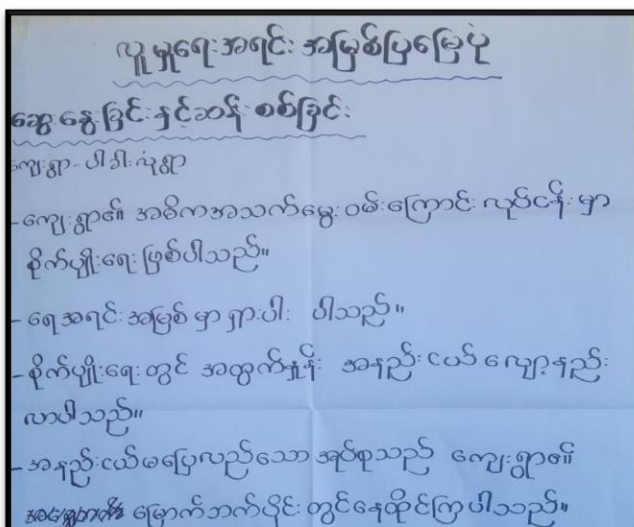 လူမှုရေးအရင်းအမြစ်ပြမြေပုံ
ဆွေးနွေးခြင်းနှင့်ဆန်းစစ်ခြင်း
ကျေးရွာ - ပါဒါးလှံရွာ
- ကျေးရွာ၏ အဓိကအသက်မွေးဝမ်းကြောင်းလုပ်ငန်းမှာ
စိုက်ပျိုးရေးဖြစ်ပါသည်။
- ရေအရင်းအမြစ်မှာရှားပါး ပါသည်။
- စိုက်ပျိုးရေးတွင် အထွက်နှုန်း အနည်းငယ် လျော့နည်း
လာပါသည်။
- အနည်းငယ်မပြေလည်သောအုပ်စုသည် ကျေးရွာ၏
မြောက်ဘက်ပိုင်းတွင်နေထိုင်ကြပါသည်။